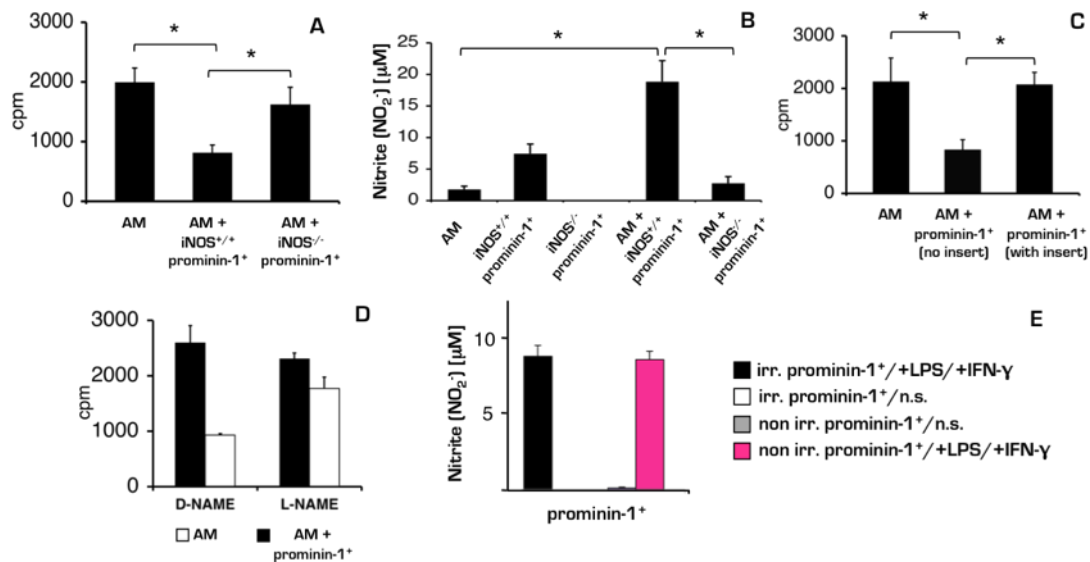 A
3000
2000
1000
0
cpm
*
*
AM
AM +
iNOS+/+
prominin-1+
AM +
iNOS-/-
prominin-1+
B
25
20
15
10
5
0
Nitrite (NO2-) [µM]
*
*
AM
iNOS+/+
prominin-1+
iNOS-/-
prominin-1+
AM +
iNOS+/+
prominin-1+
AM +
iNOS-/-
prominin-1+
C
3000
2000
1000
0
cpm
*
*
AM
AM +
prominin-1+
(no insert)
AM +
prominin-1+
(with insert)
D
3000
2000
1000
0
cpm
D-NAME
L-NAME
AM
AM +
prominin-1+
E
10
5
Nitrite (NO2-) [µM]
prominin-1+
irr. prominin-1+/+LPS/+IFN-γ
irr. prominin-1+/n.s.
non irr. prominin-1+/n.s.
non irr. prominin-1+/+LPS/+IFN-γ